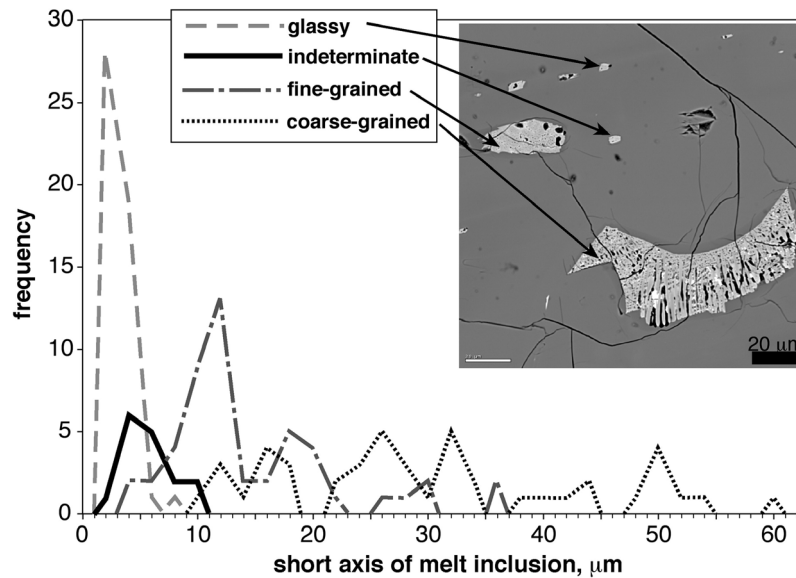 glassy
indeterminate
fine-grained
coarse-grained
20 μm
frequency
30
25
20
15
10
5
0
0 10 20 30 40 50 60
short axis of melt inclusion, μm